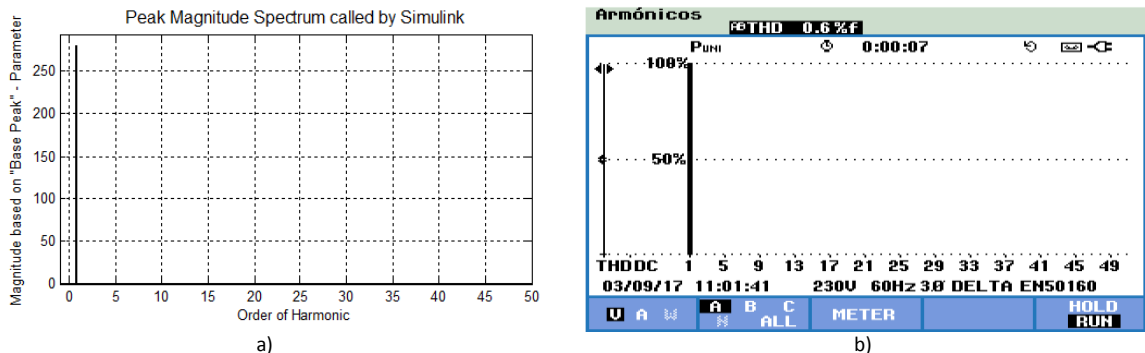 Peak Magnitude Spectrum called by Simulink
Magnitude based on "Base Peak" - Parameter
250
200
150
100
50
0
0 5 10 15 20 25 30 35 40 45 50
Order of Harmonic
a)
Armónicos
AB THD 0.6 %f
PUNI 0:00:07
100%
50%
THD DC 1 5 9 13 17 21 25 29 33 37 41 45 49
03/09/17 11:01:41 230V 60Hz 3Ø DELTA EN50160
V A W A B C N ALL METER HOLD RUN
b)